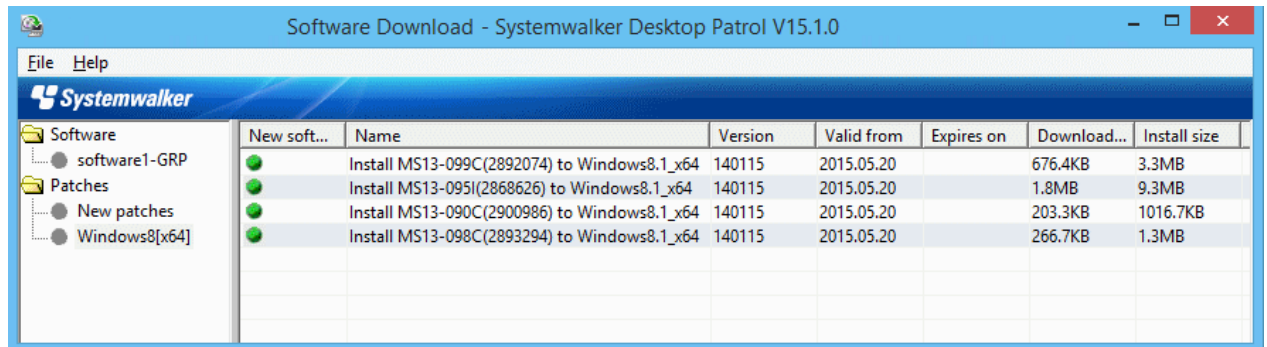 Software Download - Systemwalker Desktop Patrol V15.1.0
File Help
Systemwalker
Software
software1-GRP
Patches
New patches
Windows8[x64]
New soft... Name Version Valid from Expires on Download... Install size
Install MS13-099C(2892074) to Windows8.1_x64 140115 2015.05.20 676.4KB 3.3MB
Install MS13-095I(2868626) to Windows8.1_x64 140115 2015.05.20 1.8MB 9.3MB
Install MS13-090C(2900986) to Windows8.1_x64 140115 2015.05.20 203.3KB 1016.7KB
Install MS13-098C(2893294) to Windows8.1_x64 140115 2015.05.20 266.7KB 1.3MB